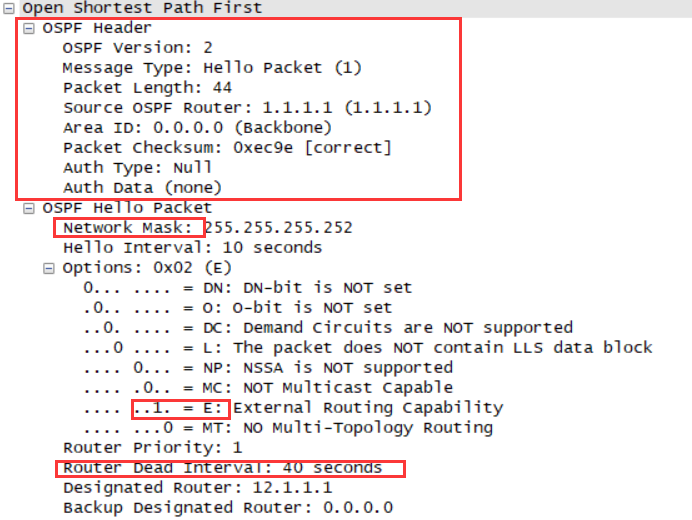 Open Shortest Path First
OSPF Header
OSPF Version: 2
Message Type: Hello Packet (1)
Packet Length: 44
Source OSPF Router: 1.1.1.1 (1.1.1.1)
Area ID: 0.0.0.0 (Backbone)
Packet Checksum: 0xec9e [correct]
Auth Type: Null
Auth Data (none)
OSPF Hello Packet
Network Mask: 255.255.255.252
Hello Interval: 10 seconds
Options: 0x02 (E)
0... .... = DN: DN-bit is NOT set
.0.. .... = O: O-bit is NOT set
..0. .... = DC: Demand Circuits are NOT supported
...0 .... = L: The packet does NOT contain LLS data block
.... 0... = NP: NSSA is NOT supported
.... .0.. = MC: NOT Multicast Capable
.... ..1. = E: External Routing Capability
.... ...0 = MT: NO Multi-Topology Routing
Router Priority: 1
Router Dead Interval: 40 seconds
Designated Router: 12.1.1.1
Backup Designated Router: 0.0.0.0